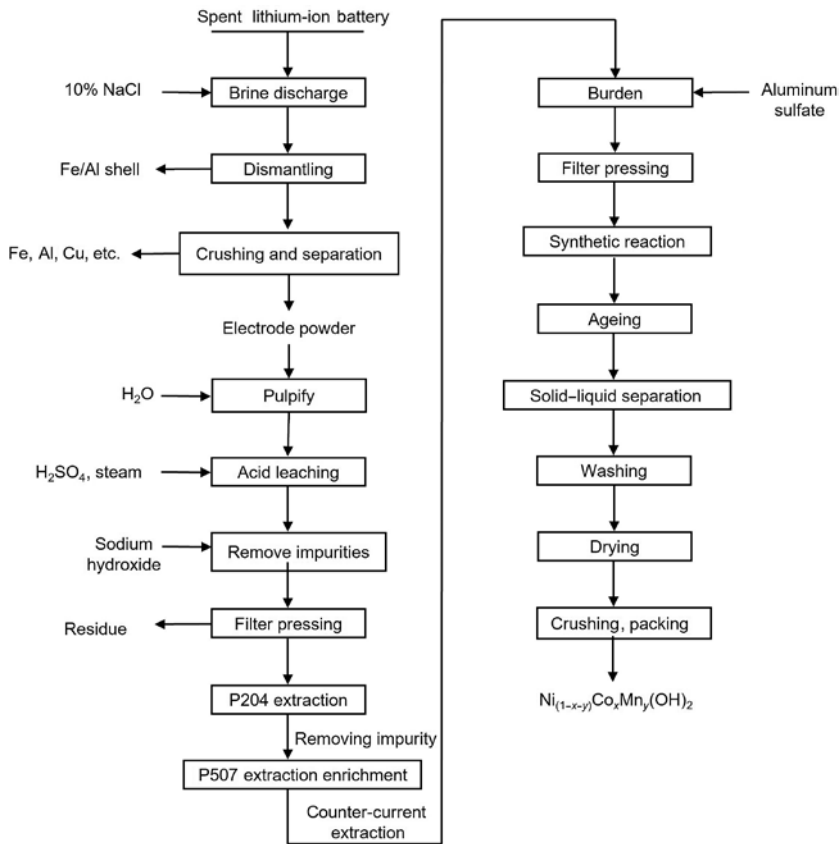 Spent lithium-ion battery
10% NaCl
Brine discharge
Fe/Al shell
Dismantling
Fe, Al, Cu, etc.
Crushing and separation
Electrode powder
H₂O
Pulpify
H₂SO₄, steam
Acid leaching
Sodium
hydroxide
Remove impurities
Residue
Filter pressing
P204 extraction
Removing impurity
P507 extraction enrichment
Counter-current
extraction
Burden
Aluminum
sulfate
Filter pressing
Synthetic reaction
Ageing
Solid–liquid separation
Washing
Drying
Crushing, packing
Ni₍₁₋ₓ₋ᵧ₎CoₓMnᵧ(OH)₂